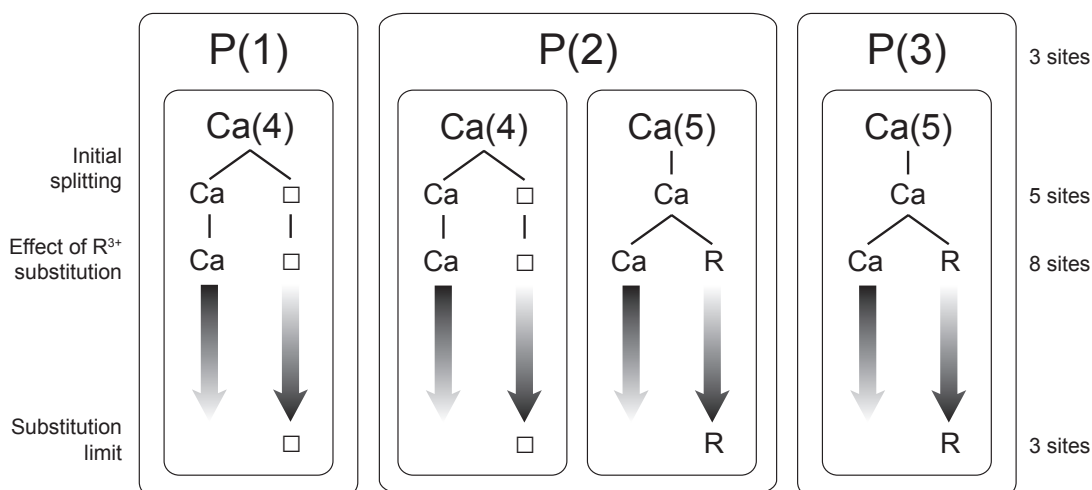 P(1) P(2) P(3) 3 sites
Ca(4) Ca(4) Ca(5) Ca(5)
Initial
splitting
Ca □ Ca □ Ca Ca 5 sites
Effect of R³⁺
substitution
Ca □ Ca □ Ca R Ca R 8 sites
Substitution
limit
□ □ R R 3 sites